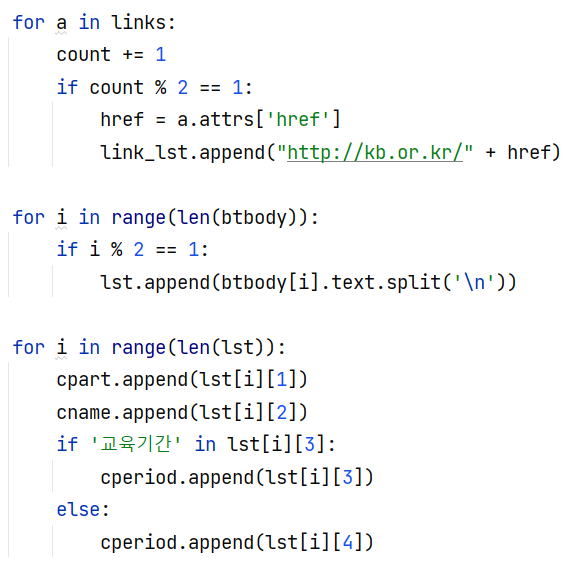 for a in links:
    count += 1
    if count % 2 == 1:
        href = a.attrs['href']
        link_lst.append("http://kb.or.kr/" + href)

for i in range(len(btbody)):
    if i % 2 == 1:
        lst.append(btbody[i].text.split('\n'))

for i in range(len(lst)):
    cpart.append(lst[i][1])
    cname.append(lst[i][2])
    if '교육기간' in lst[i][3]:
        cperiod.append(lst[i][3])
    else:
        cperiod.append(lst[i][4])